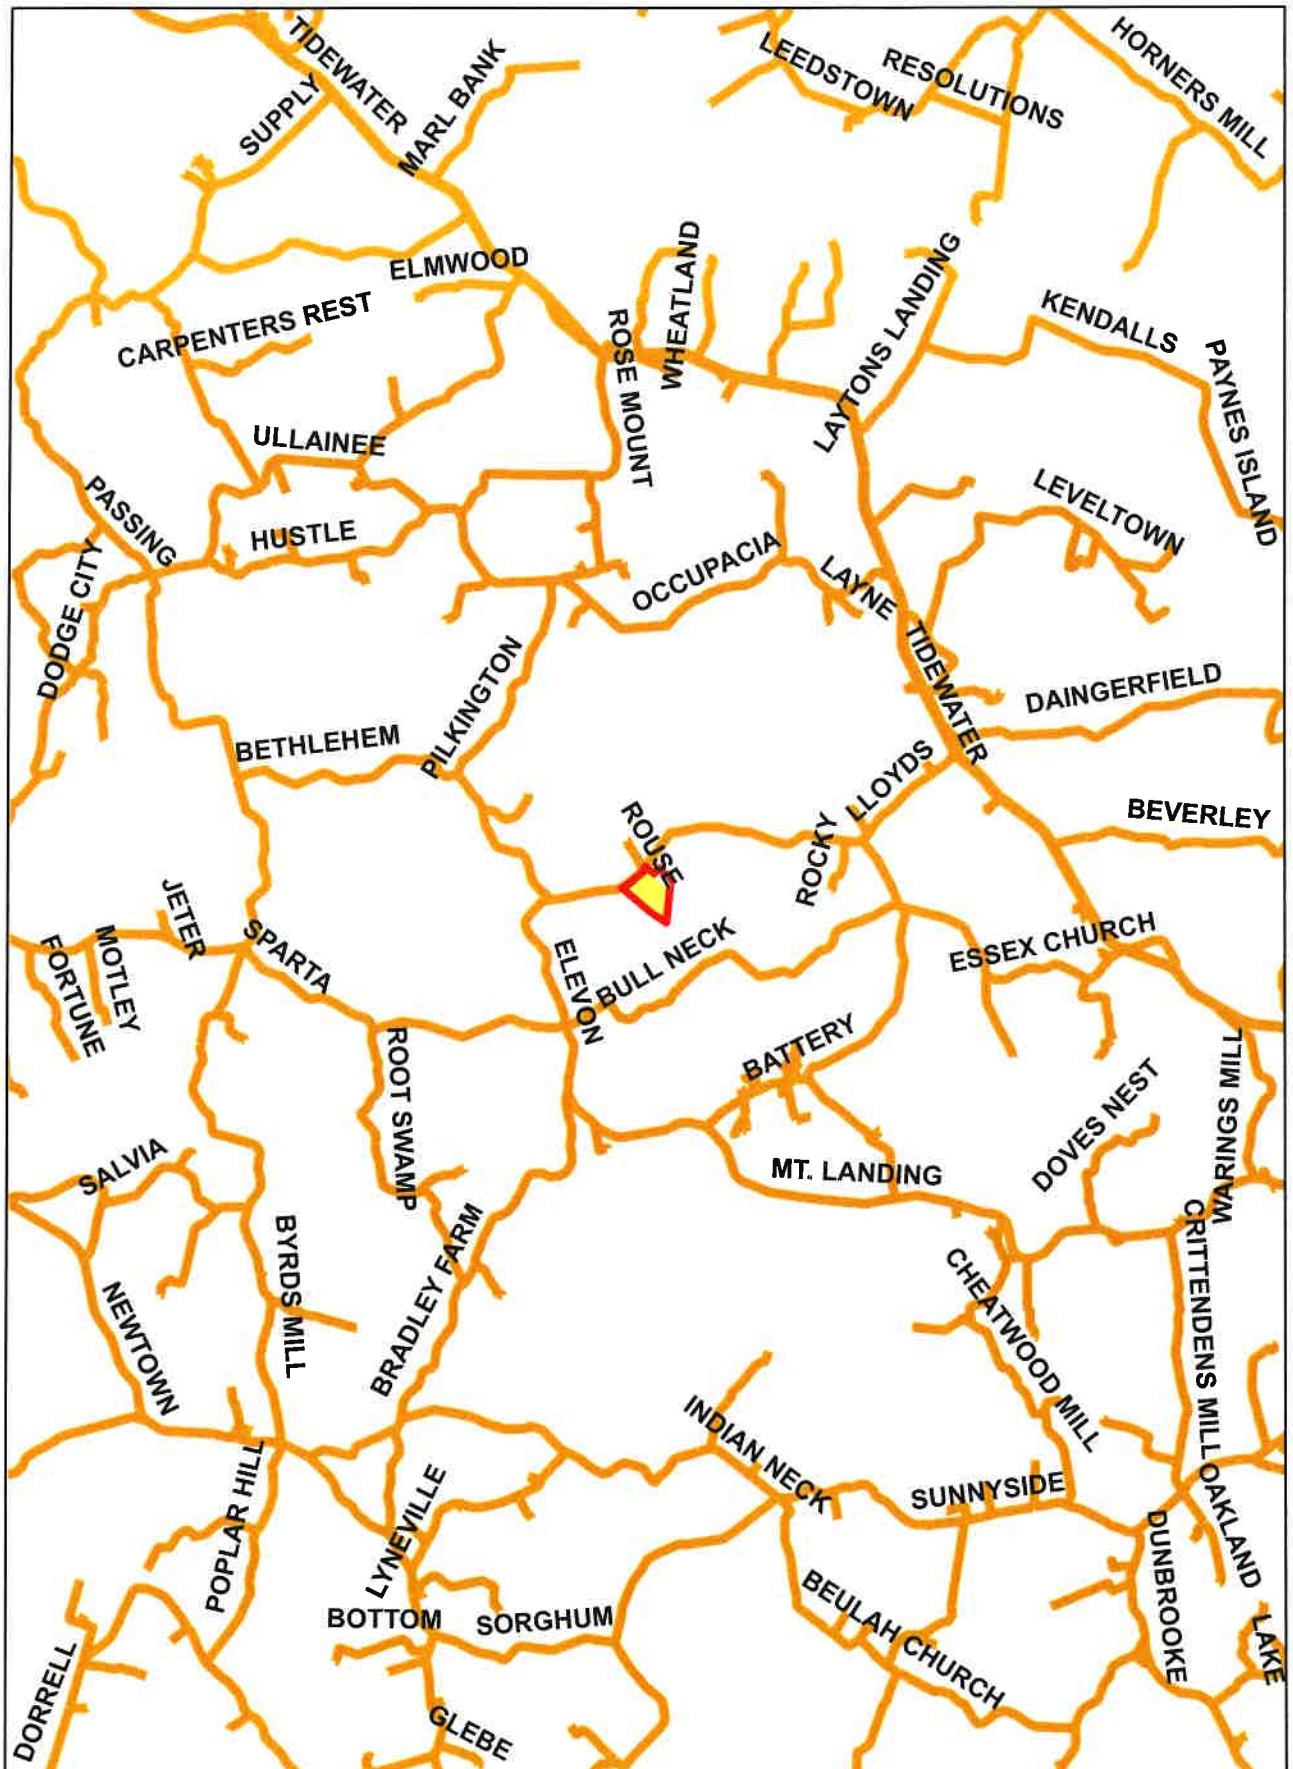 TIDEWATER
MARL BANK
SUPPLY
LEEDSTOWN
RESOLUTIONS
HORNERS MILL
ELMWOOD
WHEATLAND
LAYTONS LANDING
CARPENTERS REST
ROSE MOUNT
KENDALLS
PAYNES ISLAND
ULLAINEE
PASSING
HUSTLE
LEVELTOWN
DODGE CITY
OCCUPACIA
LAYNE
TIDEWATER
PILKINGTON
DAINGERFIELD
BETHLEHEM
LLOYDS
ROUSE
ROCKY
BEVERLEY
JETER
MOTLEY
FORTUNE
SPARTA
ELEVON
BULL NECK
ESSEX CHURCH
ROOT SWAMP
BATTERY
WARINGS MILL
DOVES NEST
SALVIA
MT. LANDING
BYRDS MILL
BRADLEY FARM
CRITTENDENS MILL
NEWTOWN
CHEATWOOD MILL
INDIAN NECK
POPLAR HILL
LYNEVILLE
SUNNYSIDE
OAKLAND
DUNBROOKE
BOTTOM
SORGHUM
BEULAH CHURCH
LAKE
DORRELL
GLEBE